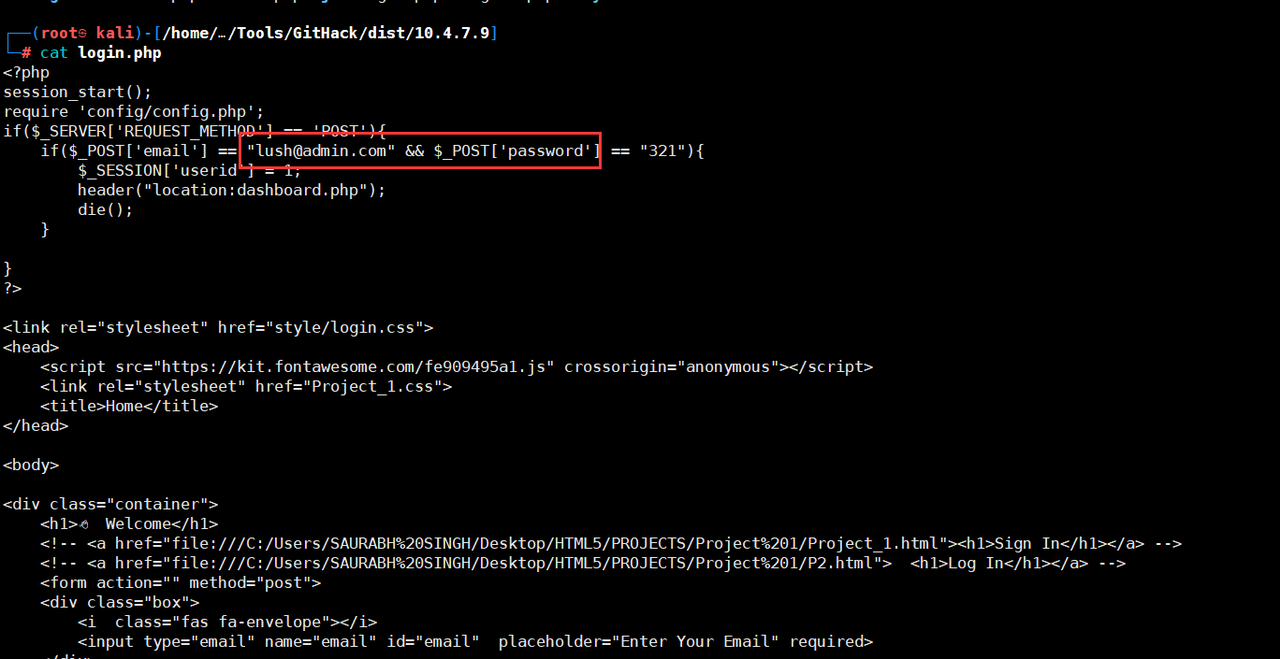 ┌──(root㉿ kali)-[/home/…/Tools/GitHack/dist/10.4.7.9]
└─# cat login.php
<?php
session_start();
require 'config/config.php';
if($_SERVER['REQUEST_METHOD'] == 'POST'){
    if($_POST['email'] == "lush@admin.com" && $_POST['password'] == "321"){
        $_SESSION['userid'] = 1;
        header("location:dashboard.php");
        die();
    }

}
?>

<link rel="stylesheet" href="style/login.css">
<head>
    <script src="https://kit.fontawesome.com/fe909495a1.js" crossorigin="anonymous"></script>
    <link rel="stylesheet" href="Project_1.css">
    <title>Home</title>
</head>

<body>

<div class="container">
    <h1> Welcome</h1>
    <!-- <a href="file:///C:/Users/SAURABH%20SINGH/Desktop/HTML5/PROJECTS/Project%201/Project_1.html"><h1>Sign In</h1></a> -->
    <!-- <a href="file:///C:/Users/SAURABH%20SINGH/Desktop/HTML5/PROJECTS/Project%201/P2.html">  <h1>Log In</h1></a> -->
    <form action="" method="post">
    <div class="box">
        <i  class="fas fa-envelope"></i>
        <input type="email" name="email" id="email"  placeholder="Enter Your Email" required>